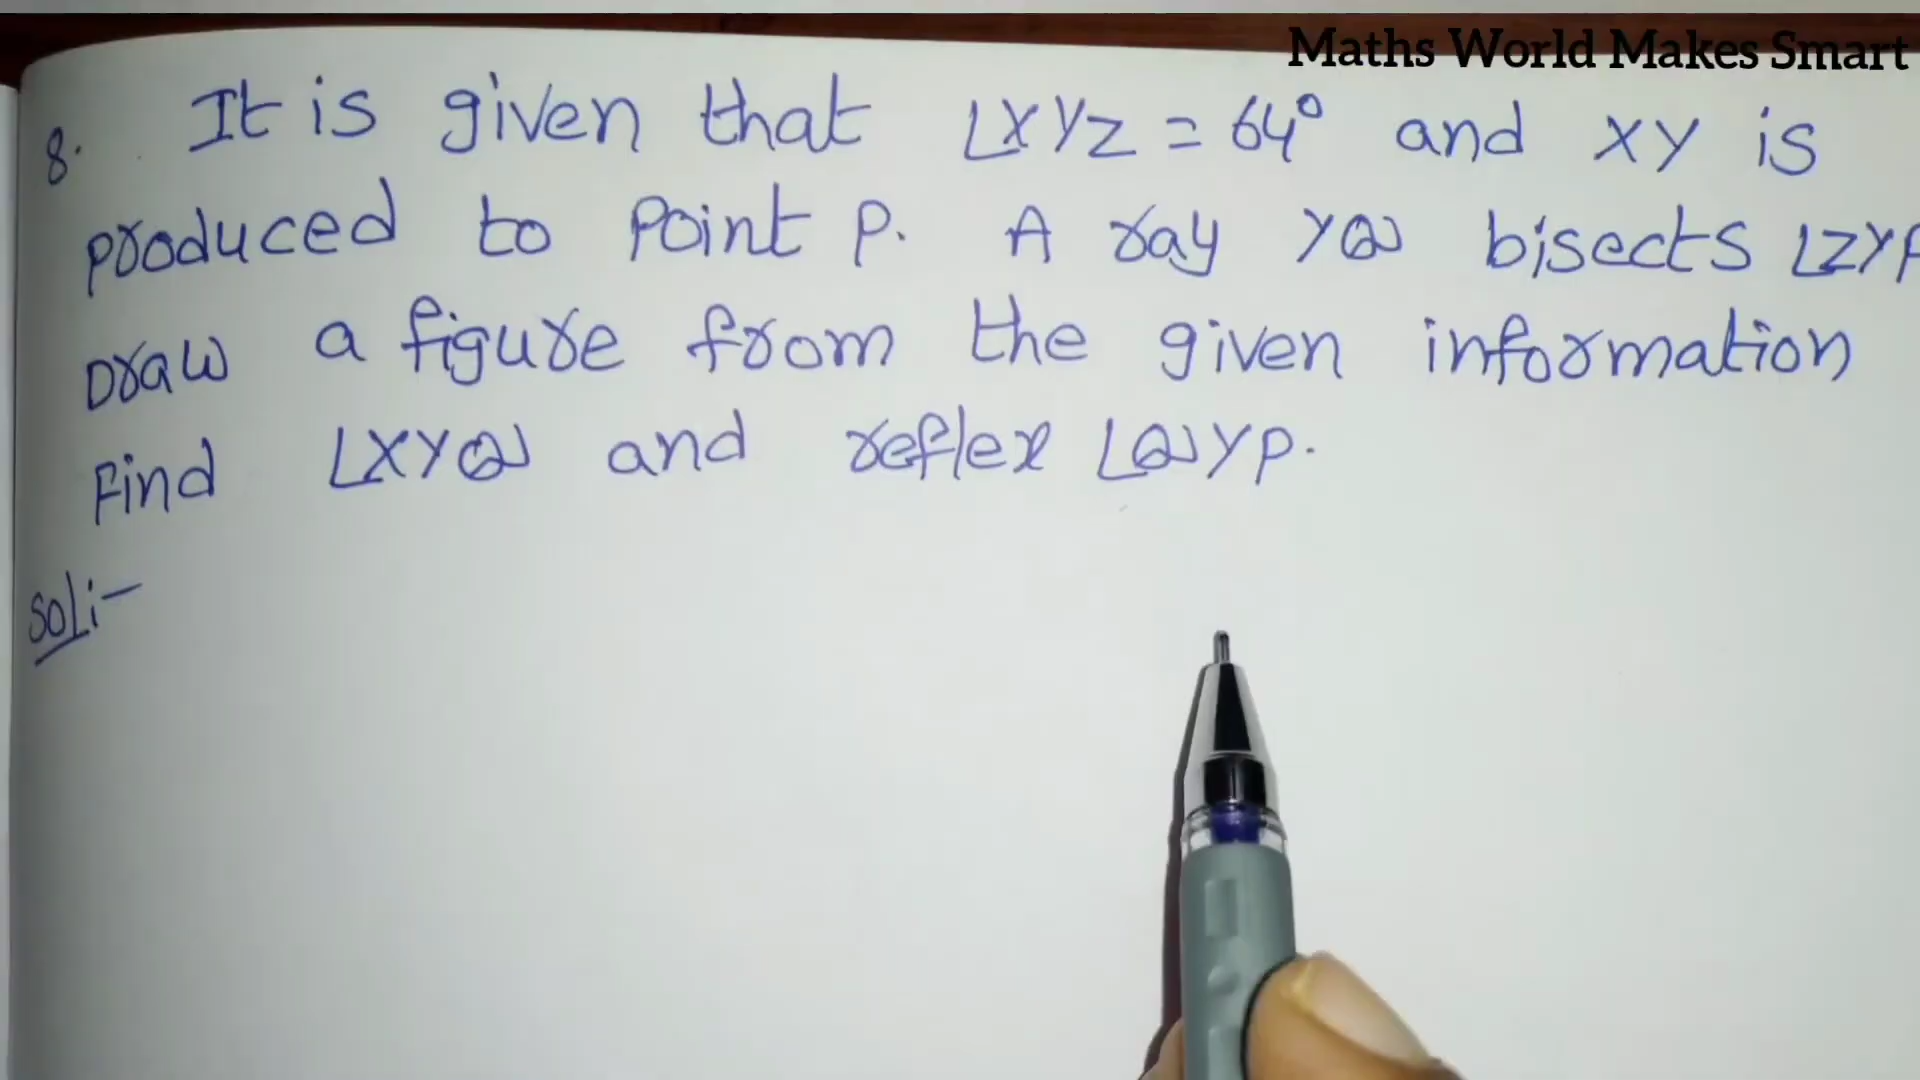 Maths World Makes Smart
8. It is given that ∠XYZ = 64° and XY is
produced to Point P. A ray YQ bisects ∠ZYP
Draw a figure from the given information
Find ∠XYQ and reflex ∠QYP.
Sol:-